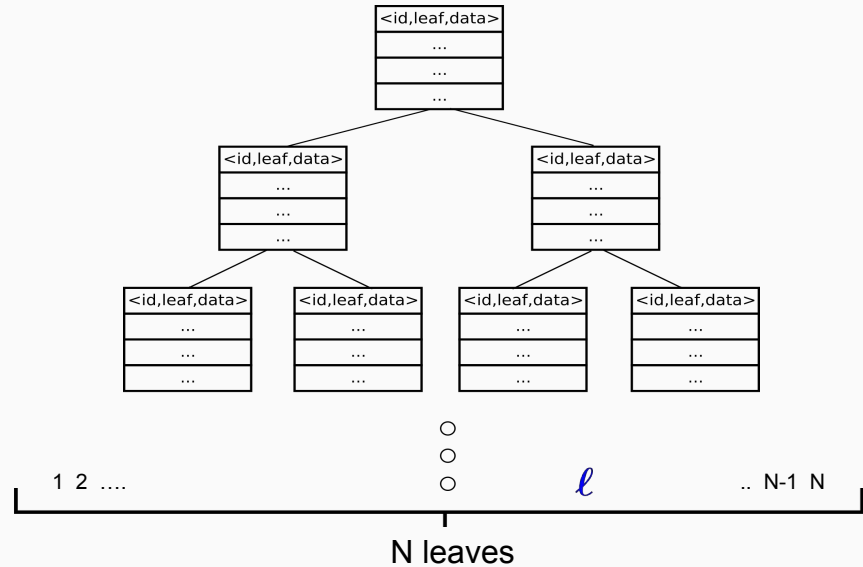 <id,leaf,data>
...
...
...
<id,leaf,data> <id,leaf,data>
... ...
... ...
... ...
<id,leaf,data> <id,leaf,data> <id,leaf,data> <id,leaf,data>
... ... ... ...
... ... ... ...
... ... ... ...
1 2 .... ℓ .. N-1 N
N leaves